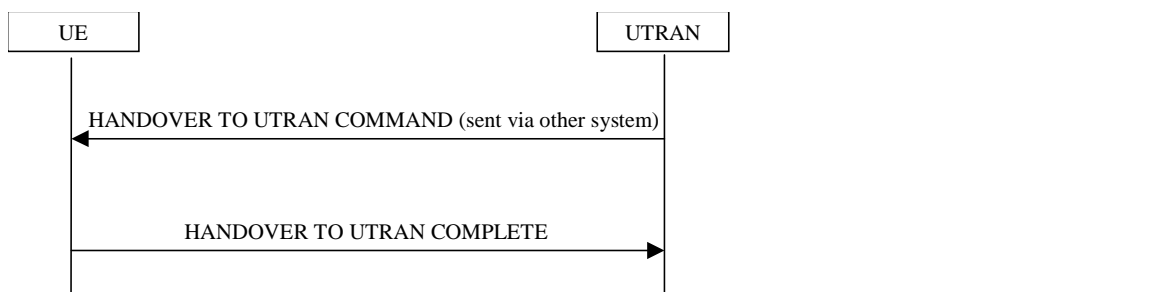 UE
UTRAN
HANDOVER TO UTRAN COMMAND (sent via other system)
HANDOVER TO UTRAN COMPLETE